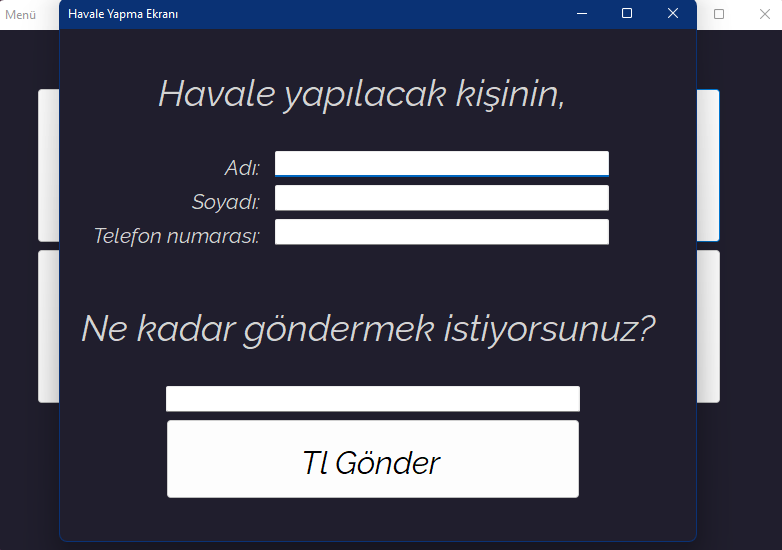 Menü
Havale Yapma Ekranı
Havale yapılacak kişinin,
Adı:
Soyadı:
Telefon numarası:
Ne kadar göndermek istiyorsunuz?
Tl Gönder